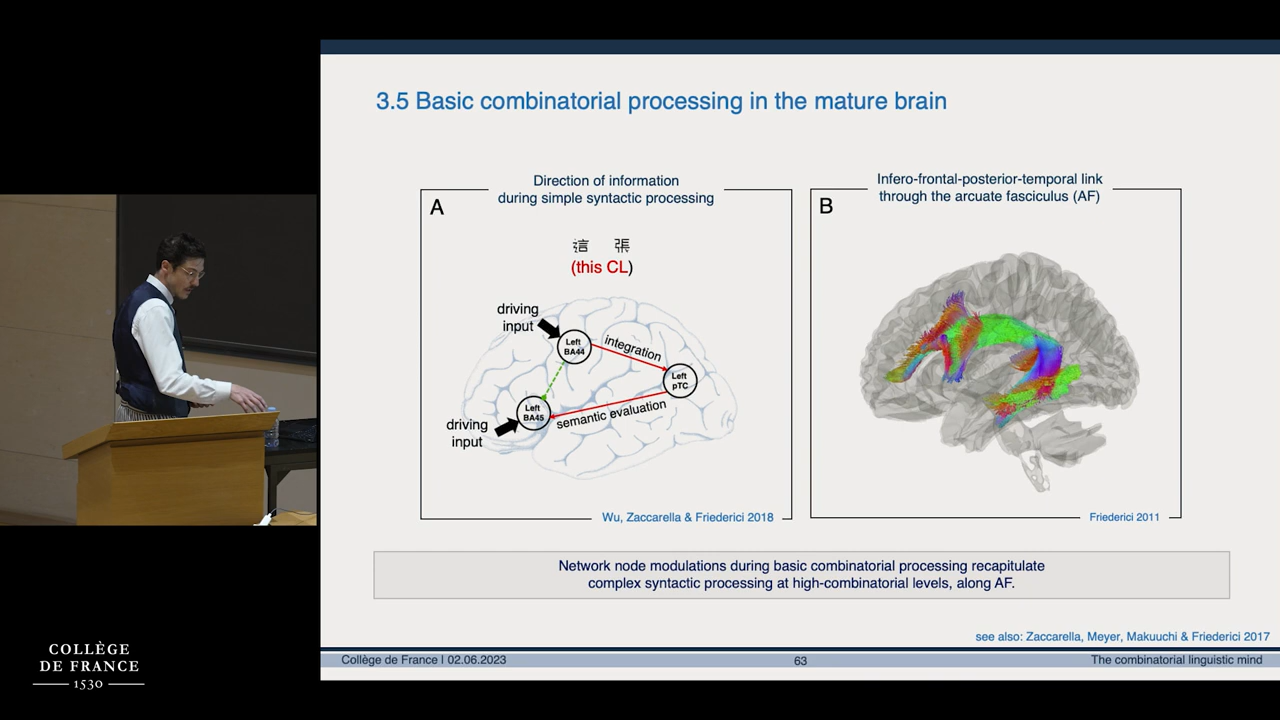 3.5 Basic combinatorial processing in the mature brain
Direction of information
during simple syntactic processing
A
這 張
(this CL)
driving
input
Left
BA44
integration
Left
pTC
Left
BA45
semantic evaluation
driving
input
Wu, Zaccarella & Friederici 2018
Infero-frontal-posterior-temporal link
through the arcuate fasciculus (AF)
B
Friederici 2011
Network node modulations during basic combinatorial processing recapitulate
complex syntactic processing at high-combinatorial levels, along AF.
see also: Zaccarella, Meyer, Makuuchi & Friederici 2017
Collège de France I 02.06.2023
63
The combinatorial linguistic mind
COLLÈGE
DE FRANCE
1530